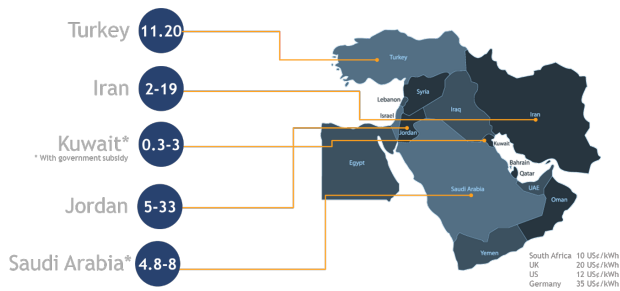 Turkey 11.20
Iran 2-19
Kuwait* 0.3-3
* With government subsidy
Jordan 5-33
Saudi Arabia* 4.8-8
Turkey
Syria
Lebanon
Israel
Iraq
Iran
Jordan
Kuwait
Egypt
Bahrain
Qatar
Saudi Arabia
UAE
Oman
Yemen
South Africa 10 US¢/kWh
UK 20 US¢/kWh
US 12 US¢/kWh
Germany 35 US¢/kWh